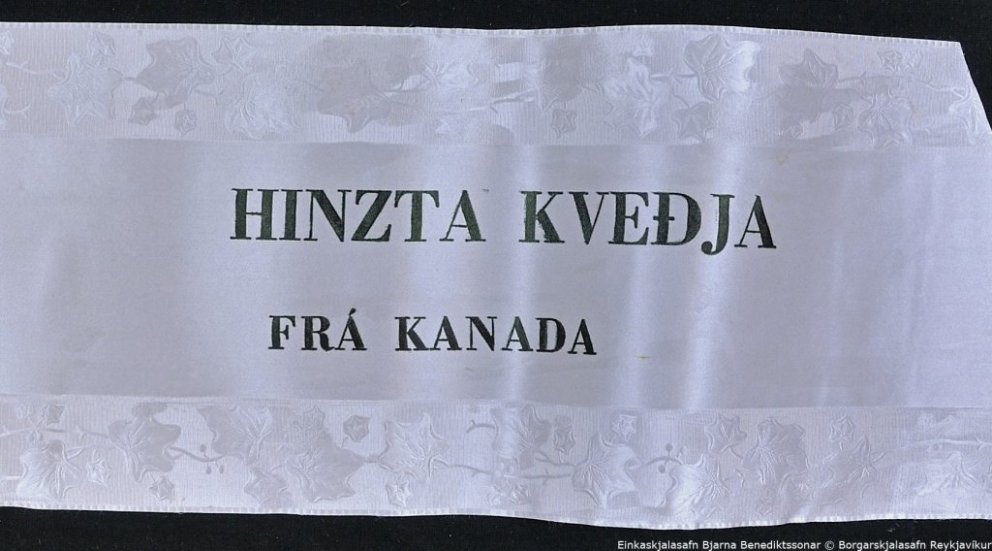 HINZTA KVEÐJA
FRÁ KANADA
Einkaskjalasafn Bjarna Benediktssonar © Borgarskjalasafn Reykjavíkur